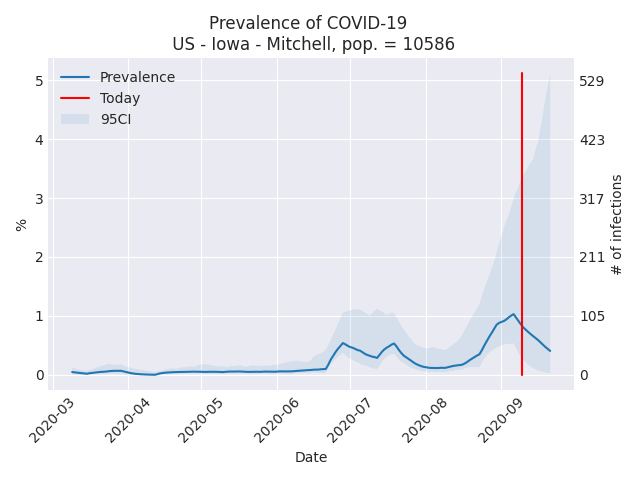 Prevalence of COVID-19
US - Iowa - Mitchell, pop. = 10586
Prevalence
Today
95CI
5
4
3
2
1
0
%
529
423
317
211
105
0
# of infections
2020-03
2020-04
2020-05
2020-06
2020-07
2020-08
2020-09
Date